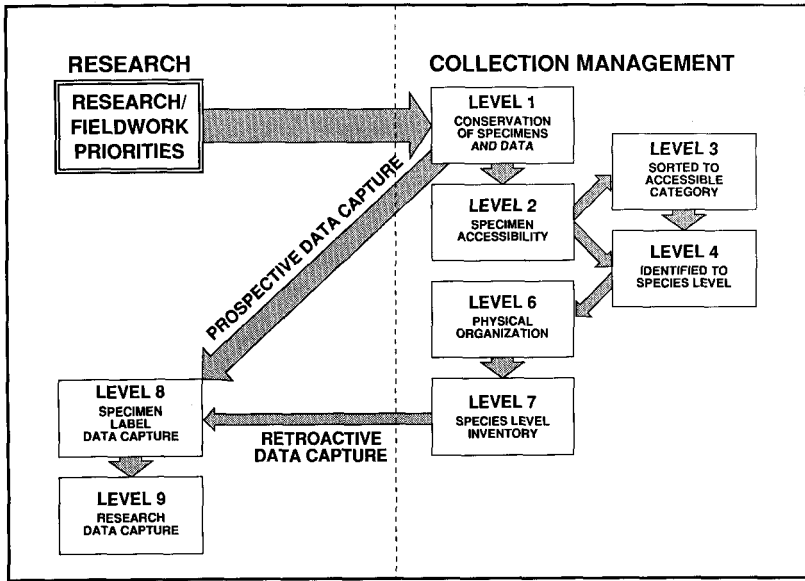 RESEARCH
RESEARCH/
FIELDWORK
PRIORITIES
COLLECTION MANAGEMENT
LEVEL 1
CONSERVATION
OF SPECIMENS
AND DATA
LEVEL 2
SPECIMEN
ACCESSIBILITY
LEVEL 3
SORTED TO
ACCESSIBLE
CATEGORY
LEVEL 4
IDENTIFIED TO
SPECIES LEVEL
LEVEL 6
PHYSICAL
ORGANIZATION
LEVEL 7
SPECIES LEVEL
INVENTORY
PROSPECTIVE DATA CAPTURE
RETROACTIVE
DATA CAPTURE
LEVEL 8
SPECIMEN
LABEL
DATA CAPTURE
LEVEL 9
RESEARCH
DATA CAPTURE